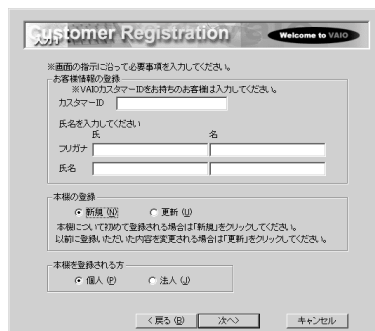 Customer Registration
入力
Welcome to VAIO
※画面の指示に沿って必要事項を入力してください。
お客様情報の登録
※VAIOカスタマーIDをお持ちのお客様は入力してください。
カスタマーID
氏名を入力してください
氏 名
フリガナ
氏名
本機の登録
新規 (N) 更新 (U)
本機について初めて登録される場合は「新規」をクリックしてください。
以前に登録いただいた内容を変更される場合は「更新」をクリックしてください。
本機を登録される方
個人 (P) 法人 (J)
< 戻る (B) 次へ > キャンセル